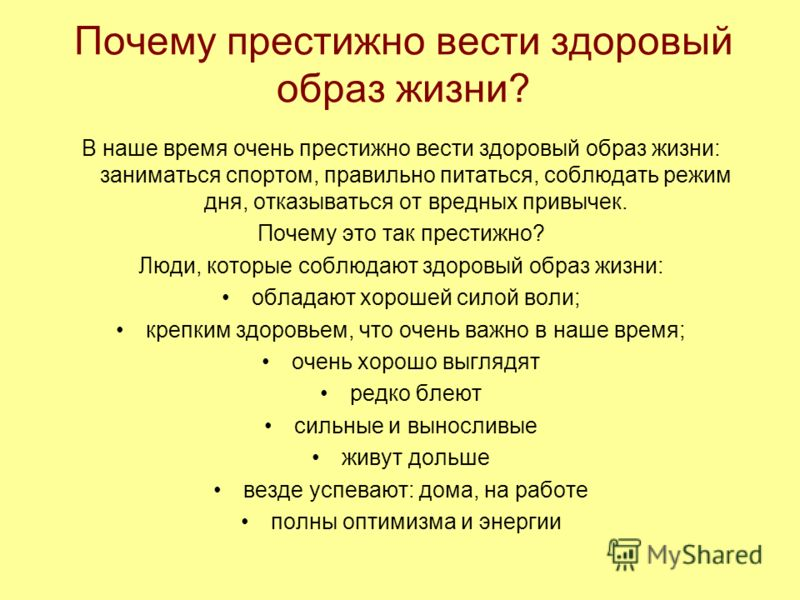 Почему престижно вести здоровый
образ жизни?
В наше время очень престижно вести здоровый образ жизни:
заниматься спортом, правильно питаться, соблюдать режим
дня, отказываться от вредных привычек.
Почему это так престижно?
Люди, которые соблюдают здоровый образ жизни:
• обладают хорошей силой воли;
• крепким здоровьем, что очень важно в наше время;
• очень хорошо выглядят
• редко блеют
• сильные и выносливые
• живут дольше
• везде успевают: дома, на работе
• полны оптимизма и энергии
MyShared